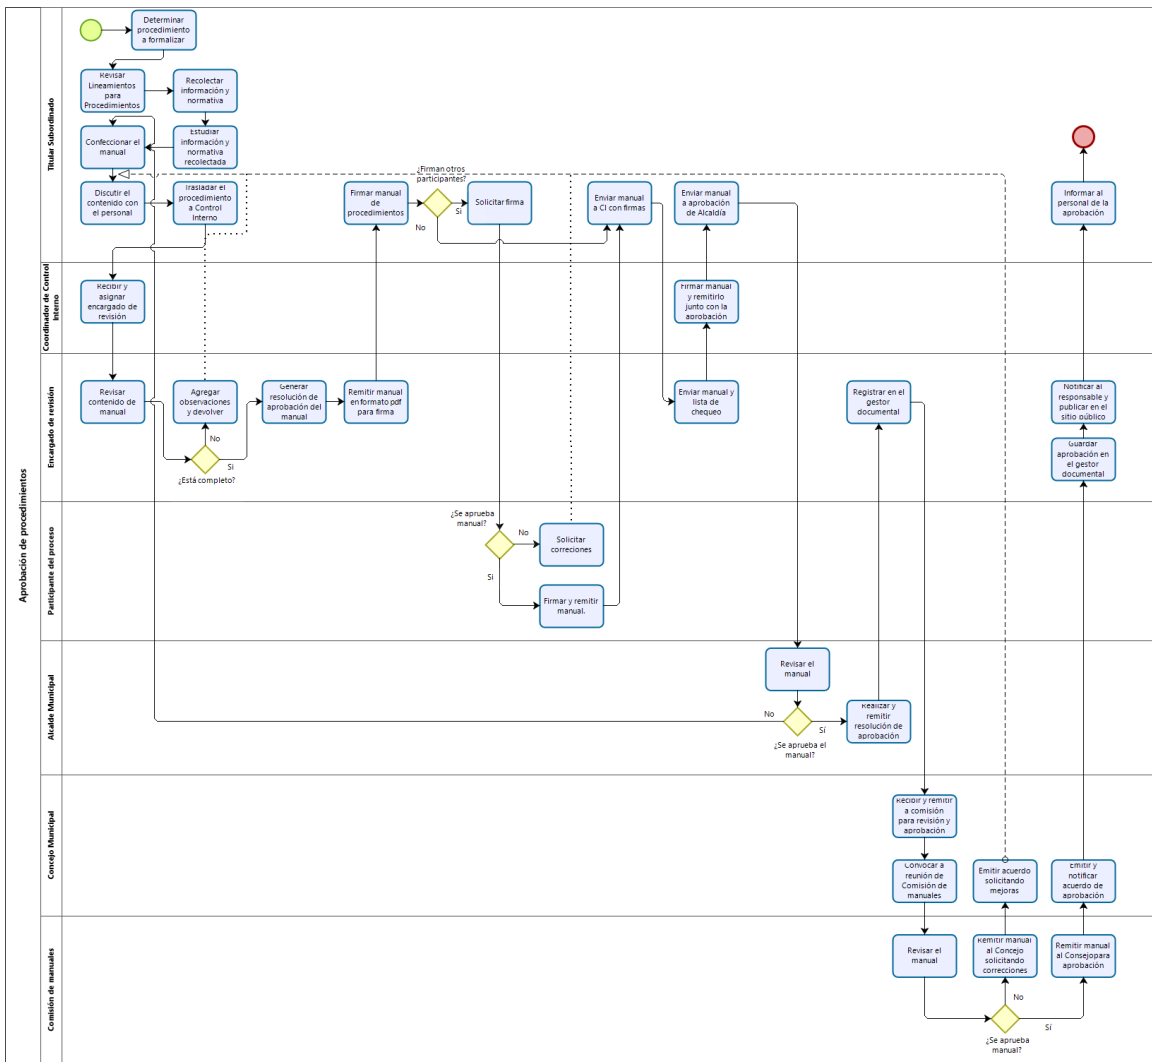 Aprobación de procedimientos
Titular Subordinado
Determinar
procedimiento
a formalizar
Revisar
Lineamientos
para
Procedimientos
Recolectar
información y
normativa
Confeccionar el
manual
Estudiar
información y
normativa
recolectada
Discutir el
contenido con
el personal
Trasladar el
procedimiento
a Control
Interno
Firmar manual
de
procedimientos
¿Firman otros
participantes?
Si
No
Solicitar firma
Enviar manual
a CI con firmas
Enviar manual
a aprobación
de Alcaldía
Informar al
personal de la
aprobación
Coordinador de Control
Interno
Recibir y
asignar
encargado de
revisión
Firmar manual
y remitirlo
junto con la
aprobación
Encargado de revisión
Revisar
contenido de
manual
Agregar
observaciones
y devolver
No
Si
¿Está completo?
Generar
resolución de
aprobación del
manual
Remitir manual
en formato pdf
para firma
Enviar manual y
lista de
chequeo
Registrar en el
gestor
documental
Notificar al
responsable y
publicar en el
sitio público
Guardar
aprobación en
el gestor
documental
Participante del proceso
¿Se aprueba
manual?
No
Si
Solicitar
correciones
Firmar y remitir
manual.
Alcalde Municipal
Revisar el
manual
No
Sí
¿Se aprueba el
manual?
Realizar y
remitir
resolución de
aprobación
Concejo Municipal
Recibir y remitir
a comisión
para revisión y
aprobación
Convocar a
reunión de
Comisión de
manuales
Emitir acuerdo
solicitando
mejoras
Emitir y
notificar
acuerdo de
aprobación
Comisión de manuales
Revisar el
manual
Remitir manual
al Concejo
solicitando
correcciones
Remitir manual
al Consejopara
aprobación
No
Sí
¿Se aprueba
manual?